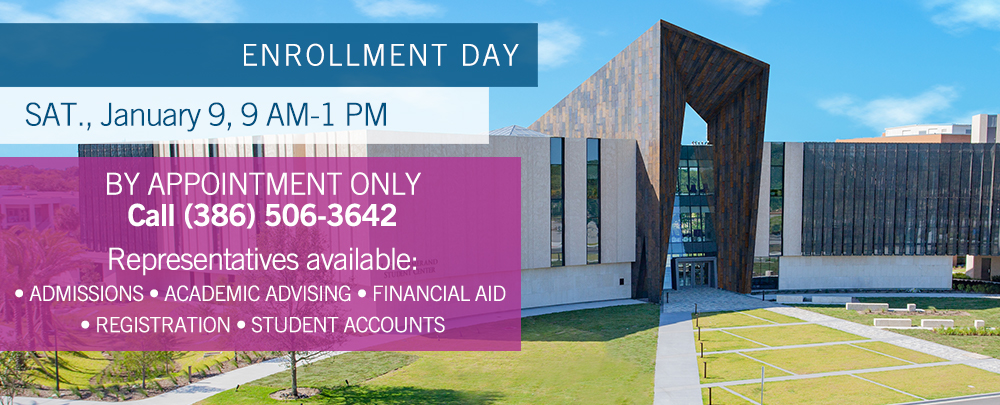 ENROLLMENT DAY
SAT., January 9, 9 AM-1 PM
BY APPOINTMENT ONLY
Call (386) 506-3642
Representatives available:
• ADMISSIONS • ACADEMIC ADVISING • FINANCIAL AID
• REGISTRATION • STUDENT ACCOUNTS